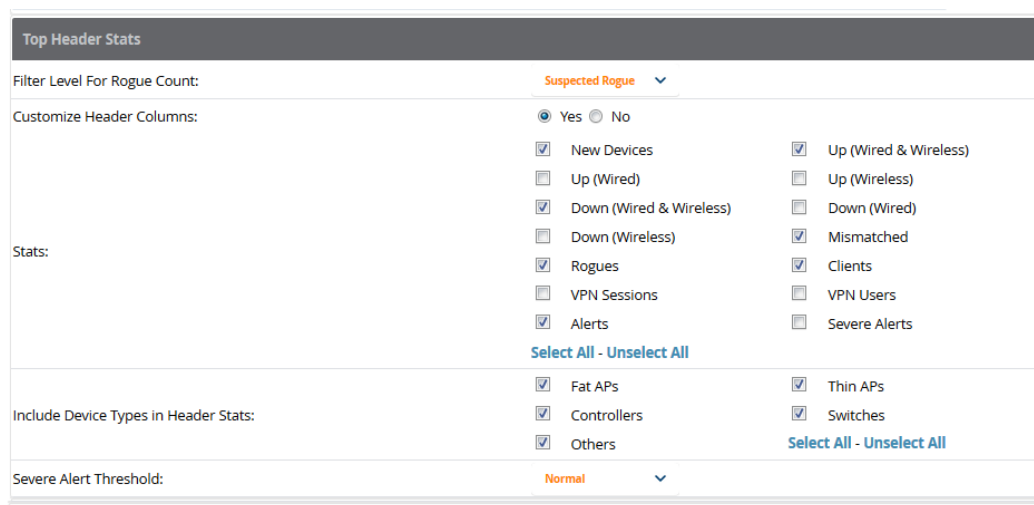 Top Header Stats
Filter Level For Rogue Count: Suspected Rogue
Customize Header Columns: Yes No
New Devices Up (Wired & Wireless)
Up (Wired) Up (Wireless)
Down (Wired & Wireless) Down (Wired)
Down (Wireless) Mismatched
Stats:
Rogues Clients
VPN Sessions VPN Users
Alerts Severe Alerts
Select All - Unselect All
Fat APs Thin APs
Include Device Types in Header Stats: Controllers Switches
Others Select All - Unselect All
Severe Alert Threshold: Normal